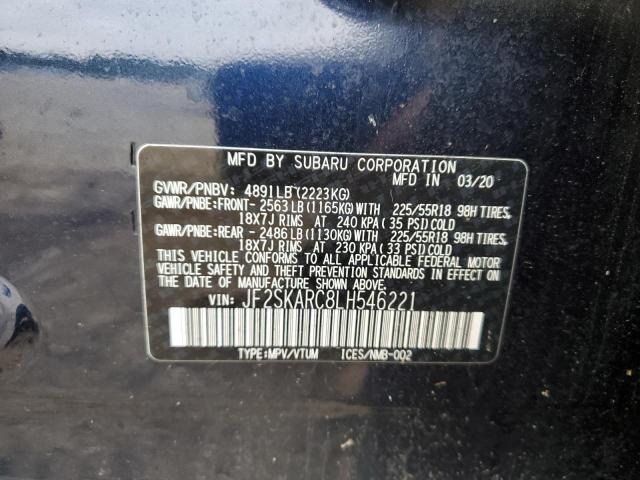 MFD BY SUBARU CORPORATION
MFD IN 03/20
GVWR/PNBV: 4891LB (2223KG)
GAWR/PNBE:FRONT- 2563 LB (1165KG) WITH 225/55R18 98H TIRES,
18X7J RIMS AT 240 KPA ( 35 PSI) COLD
GAWR/PNBE:REAR - 2486 LB (1130KG) WITH 225/55R18 98H TIRES,
18X7J RIMS AT 230 KPA ( 33 PSI) COLD
THIS VEHICLE CONFORMS TO ALL APPLICABLE FEDERAL MOTOR
VEHICLE SAFETY AND THEFT PREVENTION STANDARDS IN EFFECT ON
THE DATE OF MANUFACTURE SHOWN ABOVE.
VIN: JF2SKARC8LH546221
TYPE:MPV/VTUM ICES/NMB-002